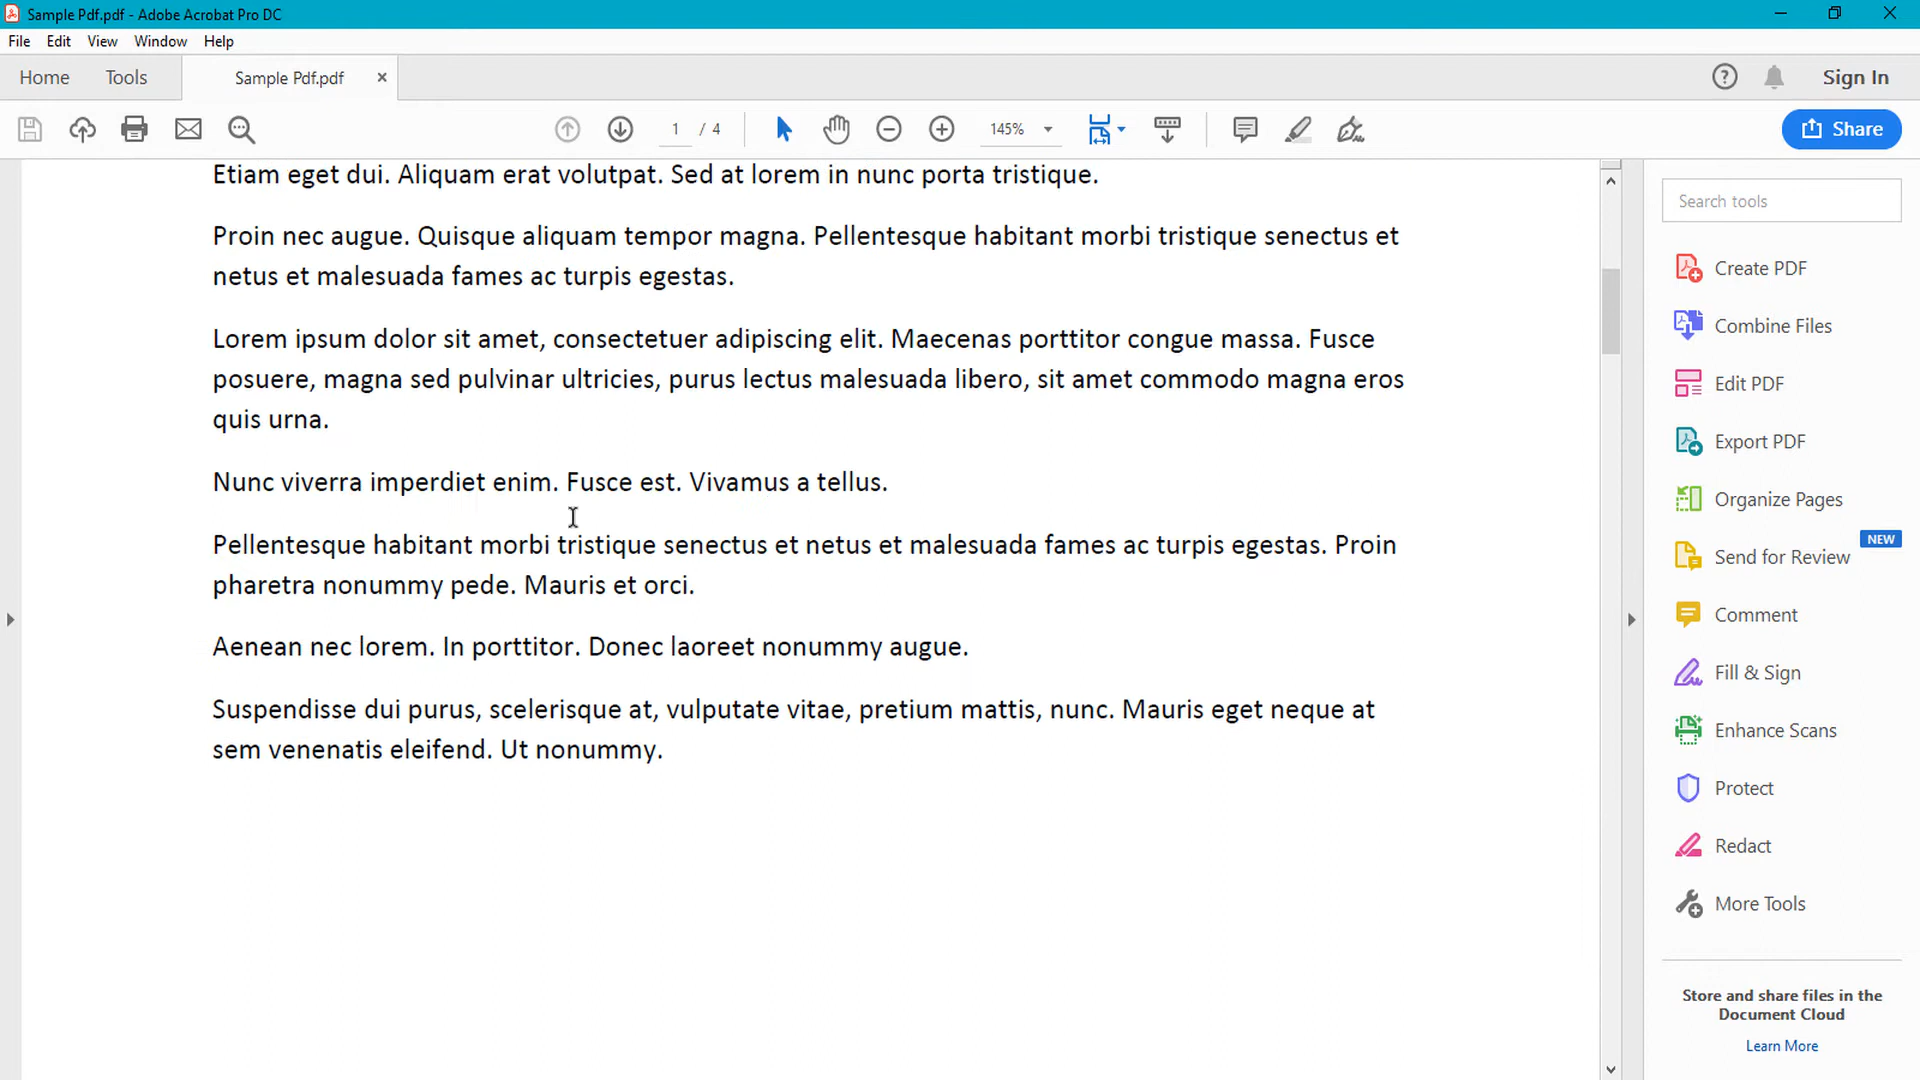 Sample Pdf.pdf - Adobe Acrobat Pro DC
File Edit View Window Help
Home Tools Sample Pdf.pdf Sign In
1 / 4 145% Share
Etiam eget dui. Aliquam erat volutpat. Sed at lorem in nunc porta tristique.
Proin nec augue. Quisque aliquam tempor magna. Pellentesque habitant morbi tristique senectus et
netus et malesuada fames ac turpis egestas.
Lorem ipsum dolor sit amet, consectetuer adipiscing elit. Maecenas porttitor congue massa. Fusce
posuere, magna sed pulvinar ultricies, purus lectus malesuada libero, sit amet commodo magna eros
quis urna.
Nunc viverra imperdiet enim. Fusce est. Vivamus a tellus.
Pellentesque habitant morbi tristique senectus et netus et malesuada fames ac turpis egestas. Proin
pharetra nonummy pede. Mauris et orci.
Aenean nec lorem. In porttitor. Donec laoreet nonummy augue.
Suspendisse dui purus, scelerisque at, vulputate vitae, pretium mattis, nunc. Mauris eget neque at
sem venenatis eleifend. Ut nonummy.
Search tools
Create PDF
Combine Files
Edit PDF
Export PDF
Organize Pages
NEW
Send for Review
Comment
Fill & Sign
Enhance Scans
Protect
Redact
More Tools
Store and share files in the
Document Cloud
Learn More